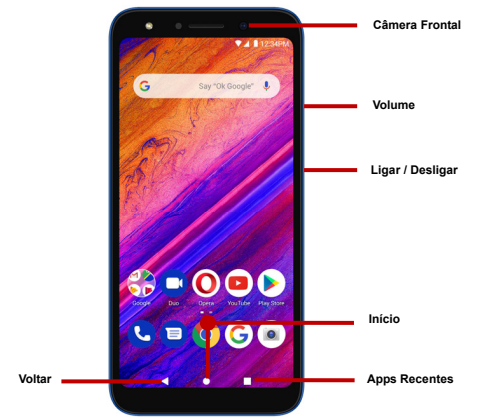 Câmera Frontal
12:34PM
Say "Ok Google"
Volume
Ligar / Desligar
Google Duo Opera YouTube Play Store
Início
Voltar
Apps Recentes